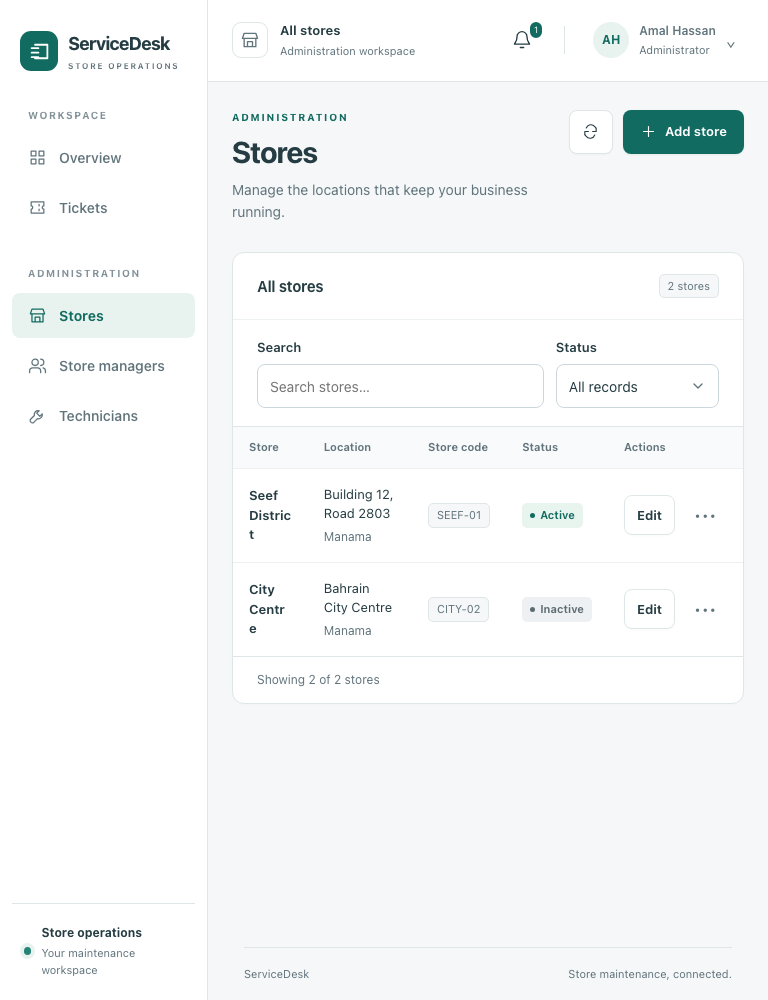 ServiceDesk
STORE OPERATIONS
WORKSPACE
Overview
Tickets
ADMINISTRATION
Stores
Store managers
Technicians
Store operations
Your maintenance
workspace
All stores
Administration workspace
1
AH
Amal Hassan
Administrator
ADMINISTRATION
Stores
Manage the locations that keep your business
running.
Add store
All stores
2 stores
Search
Status
Search stores...
All records
Store
Location
Store code
Status
Actions
Seef
Distric
t
Building 12,
Road 2803
Manama
SEEF-01
Active
Edit
City
Centr
e
Bahrain
City Centre
Manama
CITY-02
Inactive
Edit
Showing 2 of 2 stores
ServiceDesk
Store maintenance, connected.